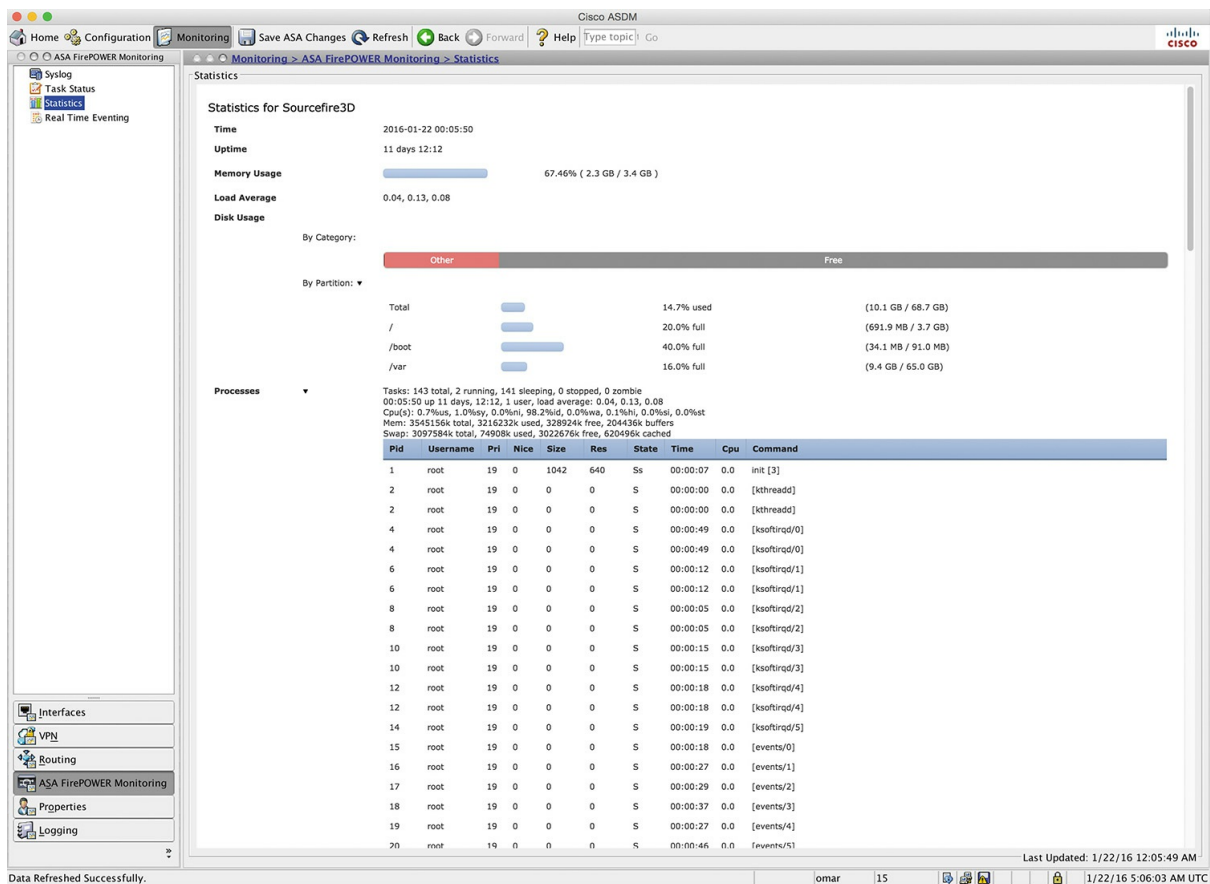 Cisco ASDM
Home Configuration Monitoring Save ASA Changes Refresh Back Forward Help Type topic Go
cisco
ASA FirePOWER Monitoring
Syslog
Task Status
Statistics
Real Time Eventing
Interfaces
VPN
Routing
ASA FirePOWER Monitoring
Properties
Logging
Monitoring > ASA FirePOWER Monitoring > Statistics
Statistics
Statistics for Sourcefire3D
Time 2016-01-22 00:05:50
Uptime 11 days 12:12
Memory Usage 67.46% ( 2.3 GB / 3.4 GB )
Load Average 0.04, 0.13, 0.08
Disk Usage
By Category:
Other Free
By Partition:
Total 14.7% used (10.1 GB / 68.7 GB)
/ 20.0% full (691.9 MB / 3.7 GB)
/boot 40.0% full (34.1 MB / 91.0 MB)
/var 16.0% full (9.4 GB / 65.0 GB)
Processes
Tasks: 143 total, 2 running, 141 sleeping, 0 stopped, 0 zombie
00:05:50 up 11 days, 12:12, 1 user, load average: 0.04, 0.13, 0.08
Cpu(s): 0.7%us, 1.0%sy, 0.0%ni, 98.2%id, 0.0%wa, 0.1%hi, 0.0%si, 0.0%st
Mem: 3545156k total, 3216232k used, 328924k free, 204436k buffers
Swap: 3097584k total, 74908k used, 3022676k free, 620496k cached
Pid Username Pri Nice Size Res State Time Cpu Command
1 root 19 0 1042 640 Ss 00:00:07 0.0 init [3]
2 root 19 0 0 0 S 00:00:00 0.0 [kthreadd]
2 root 19 0 0 0 S 00:00:00 0.0 [kthreadd]
4 root 19 0 0 0 S 00:00:49 0.0 [ksoftirqd/0]
4 root 19 0 0 0 S 00:00:49 0.0 [ksoftirqd/0]
6 root 19 0 0 0 S 00:00:12 0.0 [ksoftirqd/1]
6 root 19 0 0 0 S 00:00:12 0.0 [ksoftirqd/1]
8 root 19 0 0 0 S 00:00:05 0.0 [ksoftirqd/2]
8 root 19 0 0 0 S 00:00:05 0.0 [ksoftirqd/2]
10 root 19 0 0 0 S 00:00:15 0.0 [ksoftirqd/3]
10 root 19 0 0 0 S 00:00:15 0.0 [ksoftirqd/3]
12 root 19 0 0 0 S 00:00:18 0.0 [ksoftirqd/4]
12 root 19 0 0 0 S 00:00:18 0.0 [ksoftirqd/4]
14 root 19 0 0 0 S 00:00:19 0.0 [ksoftirqd/5]
15 root 19 0 0 0 S 00:00:18 0.0 [events/0]
16 root 19 0 0 0 S 00:00:27 0.0 [events/1]
17 root 19 0 0 0 S 00:00:29 0.0 [events/2]
18 root 19 0 0 0 S 00:00:37 0.0 [events/3]
19 root 19 0 0 0 S 00:00:27 0.0 [events/4]
20 root 19 0 0 0 S 00:00:46 0.0 [events/5]
Last Updated: 1/22/16 12:05:49 AM
Data Refreshed Successfully. omar 15 1/22/16 5:06:03 AM UTC